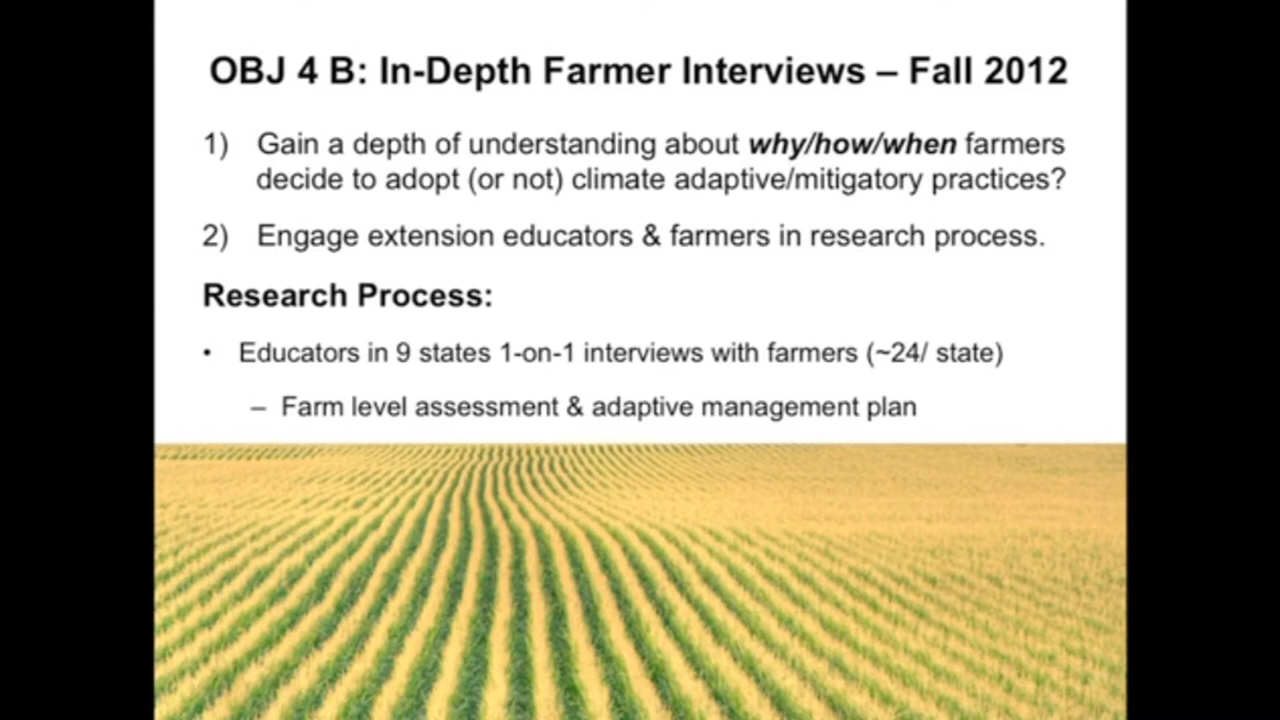 OBJ 4 B: In-Depth Farmer Interviews – Fall 2012
1) Gain a depth of understanding about why/how/when farmers
decide to adopt (or not) climate adaptive/mitigatory practices?
2) Engage extension educators & farmers in research process.
Research Process:
• Educators in 9 states 1-on-1 interviews with farmers (~24/ state)
– Farm level assessment & adaptive management plan